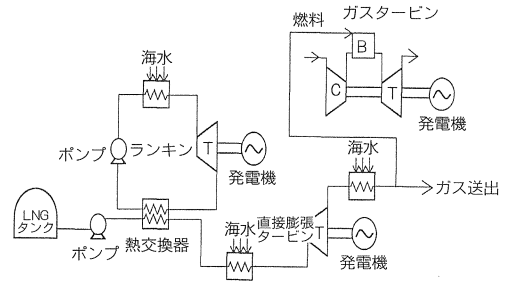 燃料
ガスタービン
B
C
T
発電機
海水
ポンプ
ランキン
T
発電機
海水
ガス送出
LNG
タンク
ポンプ
熱交換器
海水
直接膨張
タービン
T
発電機